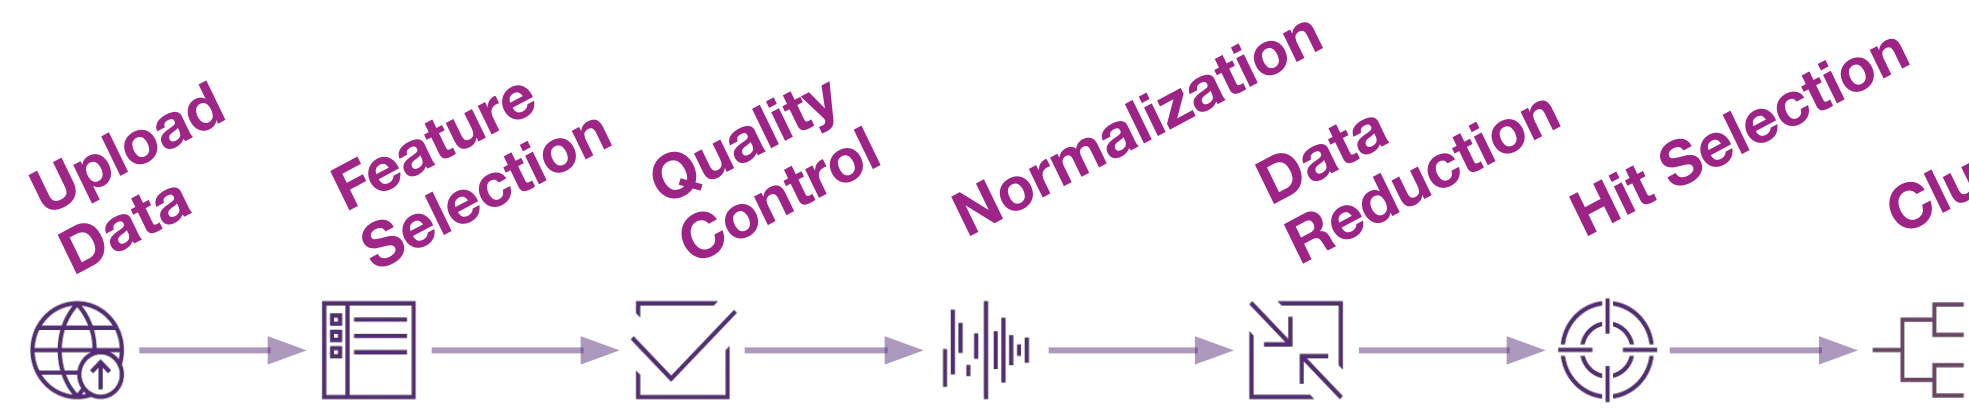 Upload
Data
Feature
Selection
Quality
Control
Normalization
Data
Reduction
Hit Selection